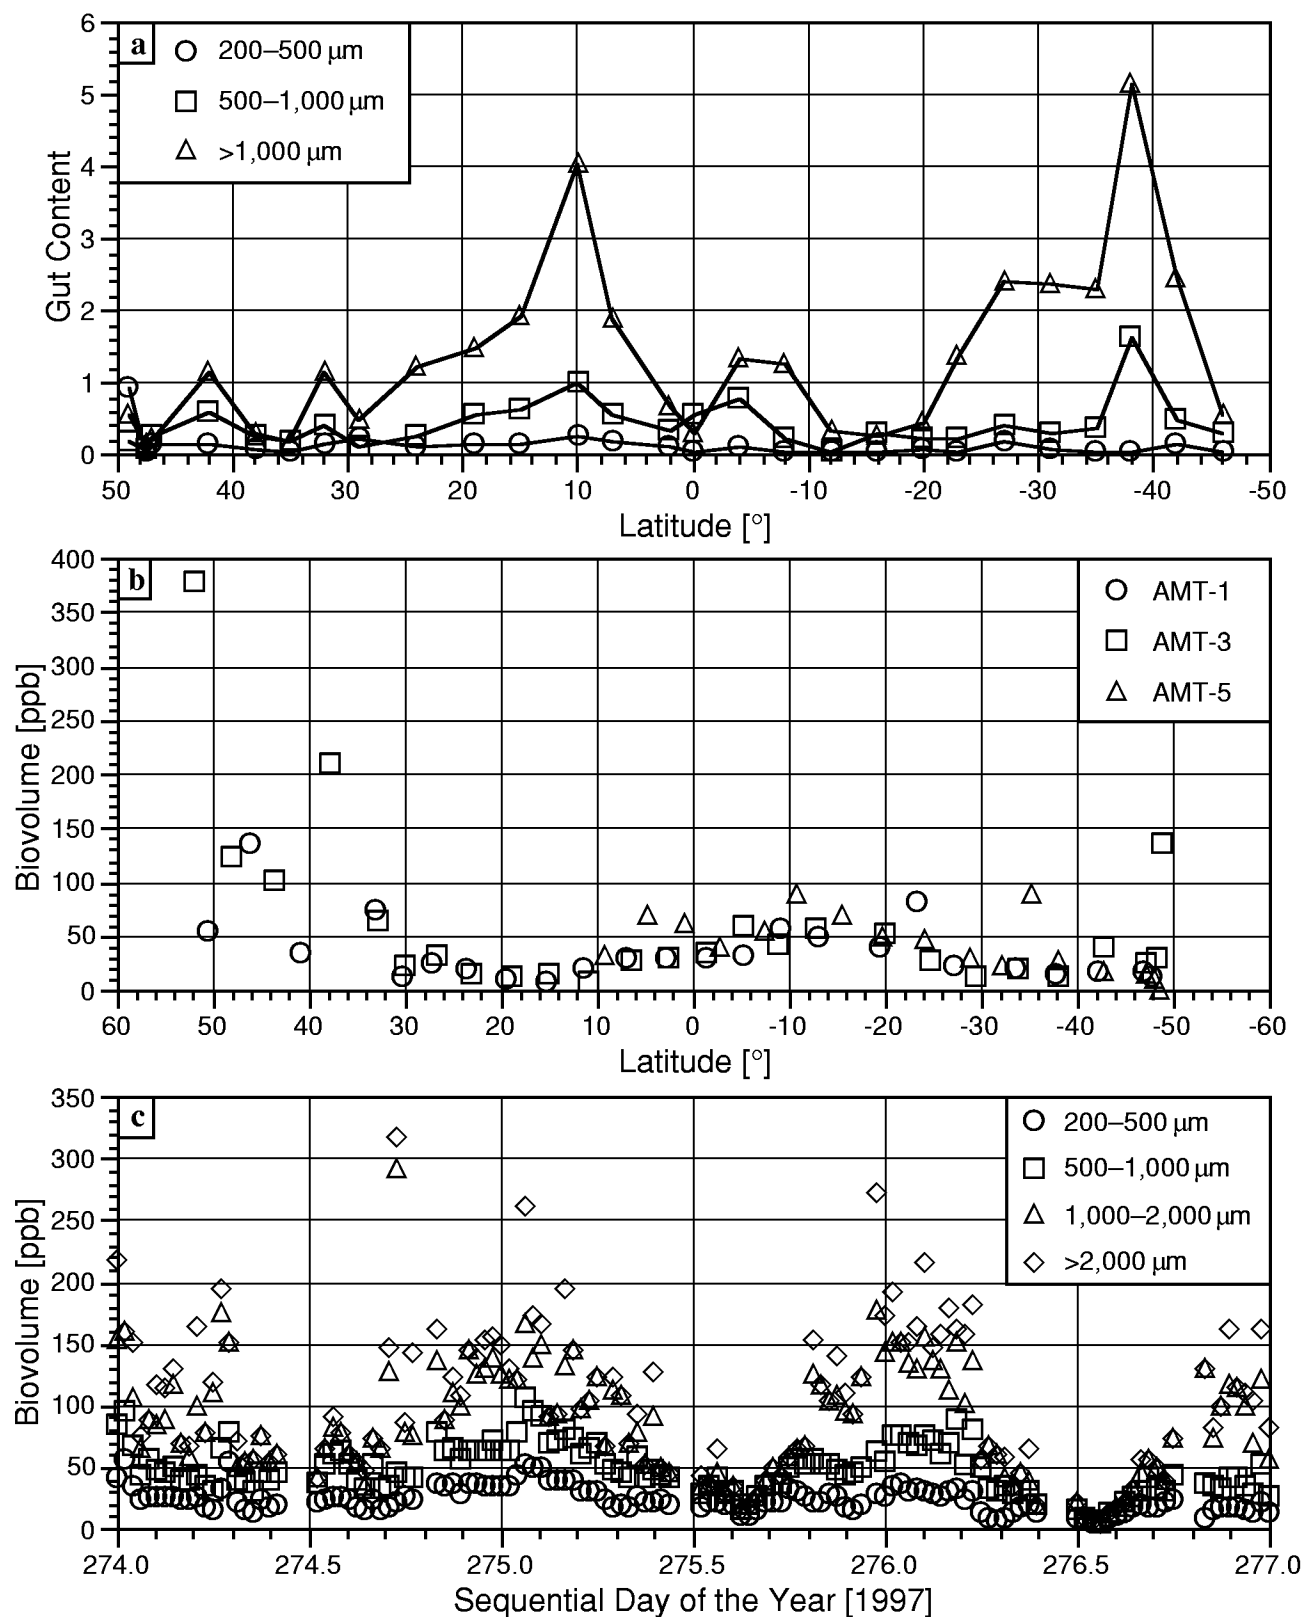 6
a
200–500 µm
5
500–1,000 µm
>1,000 µm
4
Gut Content
3
2
1
0
50 40 30 20 10 0 -10 -20 -30 -40 -50
Latitude [°]
400
b
AMT-1
350
AMT-3
300
AMT-5
Biovolume [ppb]
250
200
150
100
50
0
60 50 40 30 20 10 0 -10 -20 -30 -40 -50 -60
Latitude [°]
350
c
200–500 µm
300
500–1,000 µm
Biovolume [ppb]
250
1,000–2,000 µm
>2,000 µm
200
150
100
50
0
274.0 274.5 275.0 275.5 276.0 276.5 277.0
Sequential Day of the Year [1997]